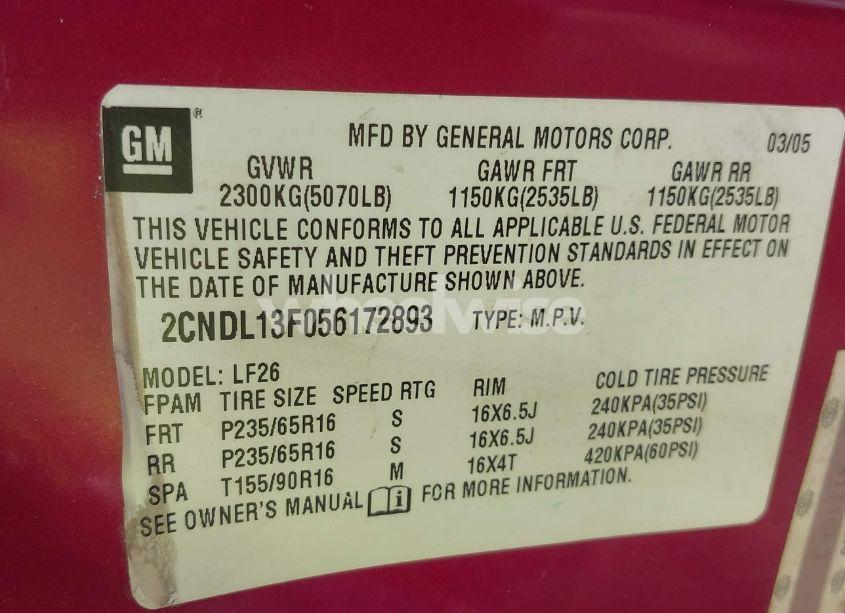 GM ®
MFD BY GENERAL MOTORS CORP. 03/05
GVWR GAWR FRT GAWR RR
2300KG(5070LB) 1150KG(2535LB) 1150KG(2535LB)
THIS VEHICLE CONFORMS TO ALL APPLICABLE U.S. FEDERAL MOTOR
VEHICLE SAFETY AND THEFT PREVENTION STANDARDS IN EFFECT ON
THE DATE OF MANUFACTURE SHOWN ABOVE.
2CNDL13F056172893 TYPE: M.P.V.
MODEL: LF26
FPAM TIRE SIZE SPEED RTG RIM COLD TIRE PRESSURE
FRT P235/65R16 S 16X6.5J 240KPA(35PSI)
RR P235/65R16 S 16X6.5J 240KPA(35PSI)
SPA T155/90R16 M 16X4T 420KPA(60PSI)
SEE OWNER'S MANUAL i FOR MORE INFORMATION.